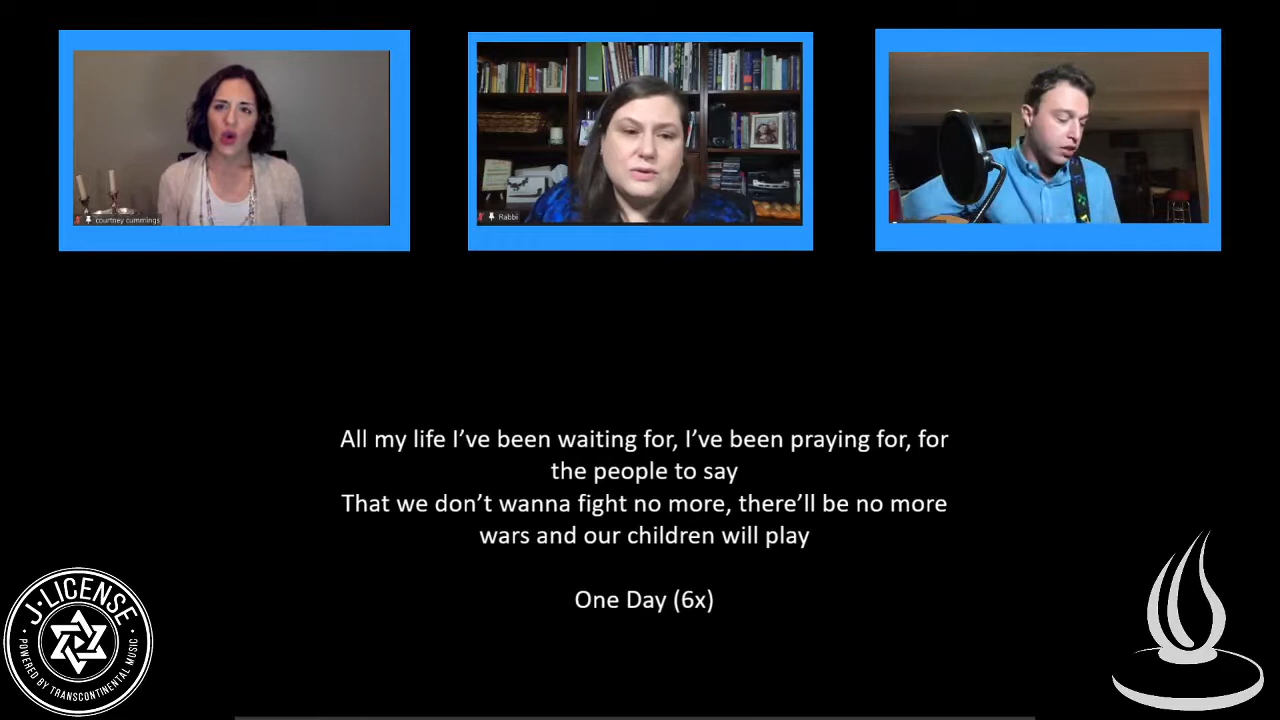 courtney cummings
Rabbi
All my life I've been waiting for, I've been praying for, for
the people to say
That we don't wanna fight no more, there'll be no more
wars and our children will play
One Day (6x)
J•LICENSE
• POWERED BY TRANSCONTINENTAL MUSIC •